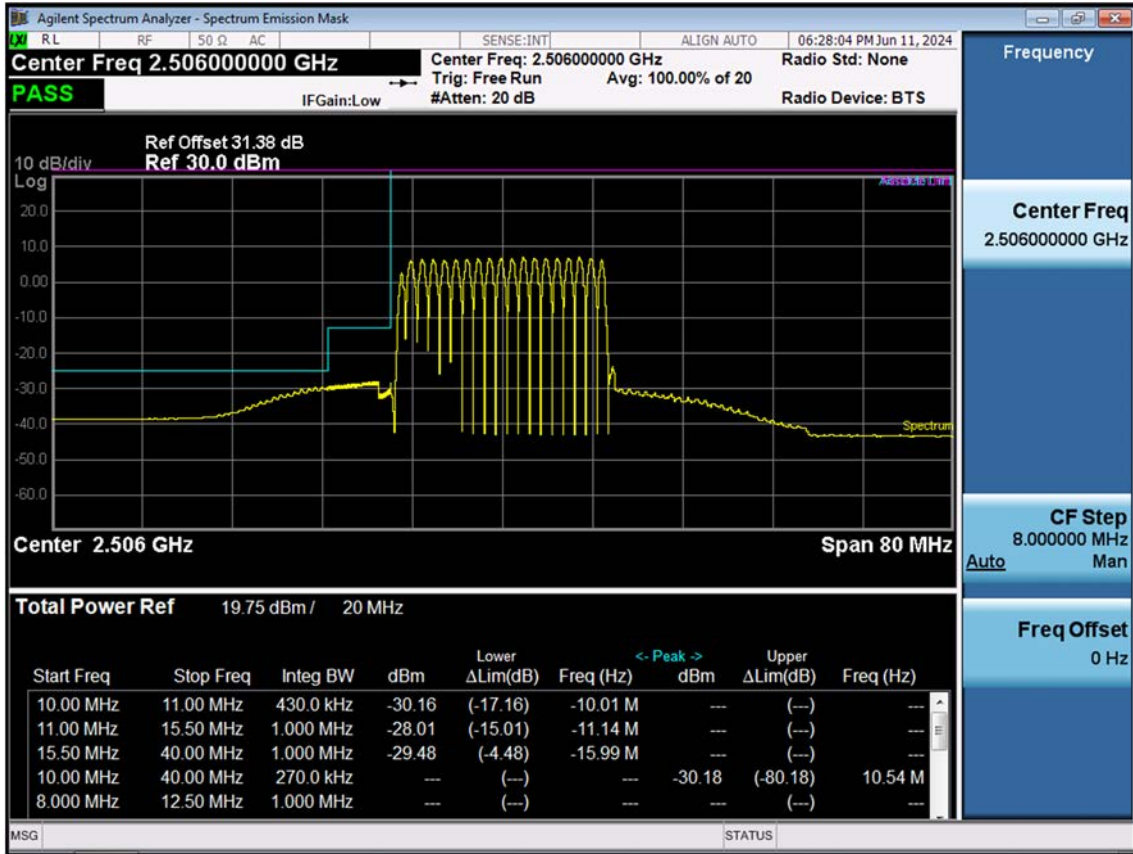 Agilent Spectrum Analyzer - Spectrum Emission Mask
LXI RL RF 50 Ω AC SENSE:INT ALIGN AUTO 06:28:04 PM Jun 11, 2024
Center Freq 2.506000000 GHz
Center Freq: 2.506000000 GHz
Radio Std: None
Trig: Free Run Avg: 100.00% of 20
PASS
IFGain:Low
#Atten: 20 dB
Radio Device: BTS
Ref Offset 31.38 dB
10 dB/div Ref 30.0 dBm
Log
Absolute Limit
20.0
10.0
0.00
-10.0
-20.0
-30.0
-40.0
Spectrum
-50.0
-60.0
Center 2.506 GHz Span 80 MHz
Total Power Ref 19.75 dBm / 20 MHz
Lower <- Peak -> Upper
Start Freq Stop Freq Integ BW dBm ΔLim(dB) Freq (Hz) dBm ΔLim(dB) Freq (Hz)
10.00 MHz 11.00 MHz 430.0 kHz -30.16 (-17.16) -10.01 M --- (---) ---
11.00 MHz 15.50 MHz 1.000 MHz -28.01 (-15.01) -11.14 M --- (---) ---
15.50 MHz 40.00 MHz 1.000 MHz -29.48 (-4.48) -15.99 M --- (---) ---
10.00 MHz 40.00 MHz 270.0 kHz --- (---) --- -30.18 (-80.18) 10.54 M
8.000 MHz 12.50 MHz 1.000 MHz --- (---) --- --- (---) ---
MSG STATUS
Frequency
Center Freq
2.506000000 GHz
CF Step
8.000000 MHz
Auto Man
Freq Offset
0 Hz